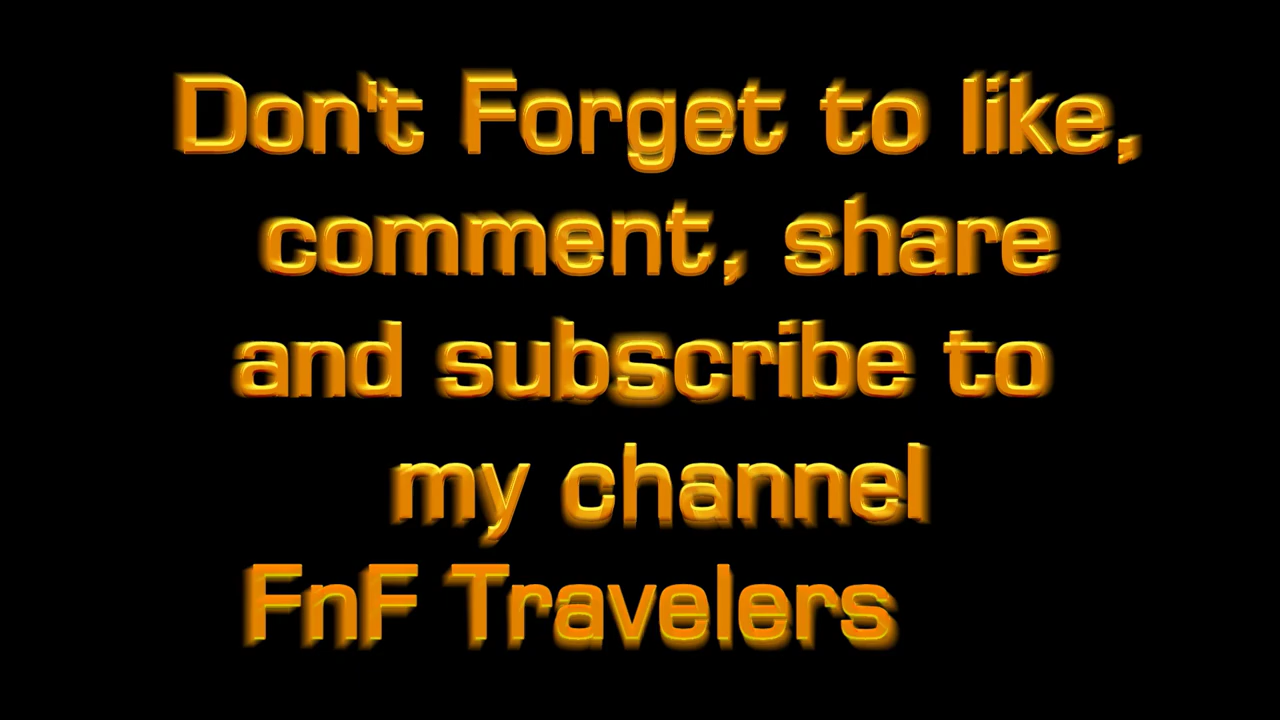 Don't Forget to like,
comment, share
and subscribe to
my channel
FnF Travelers